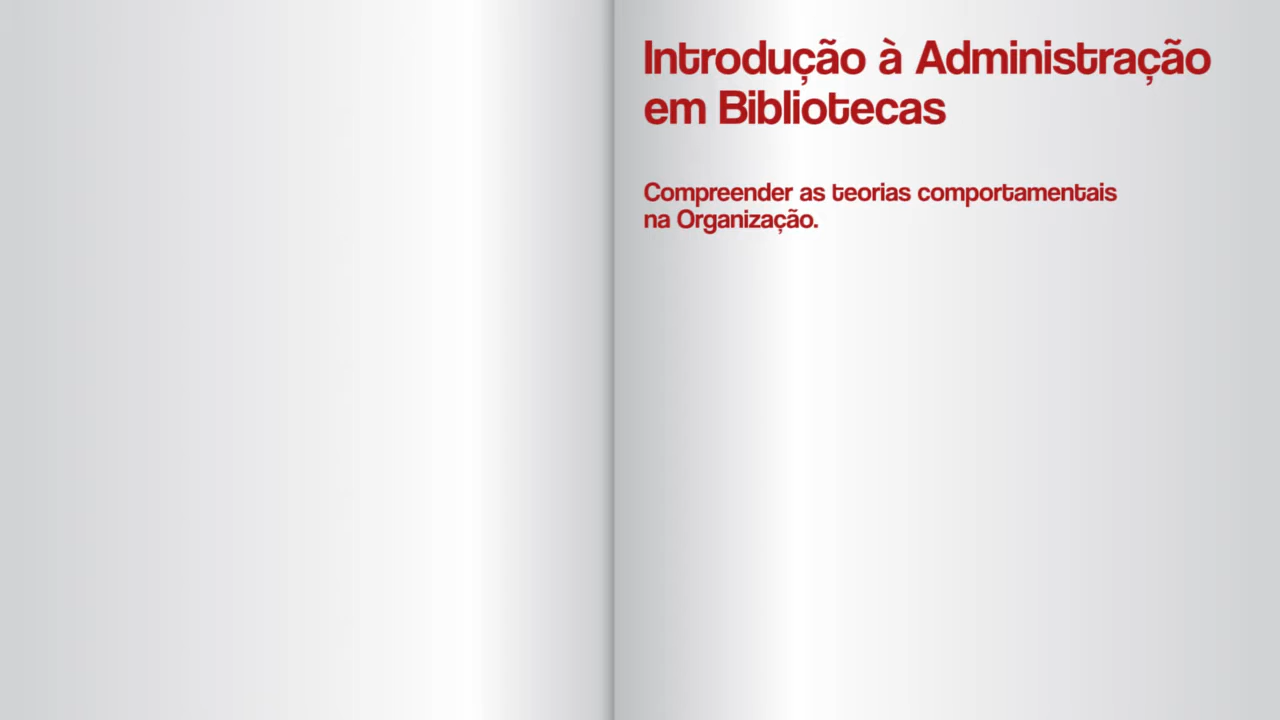 Introdução à Administração
em Bibliotecas
Compreender as teorias comportamentais
na Organização.